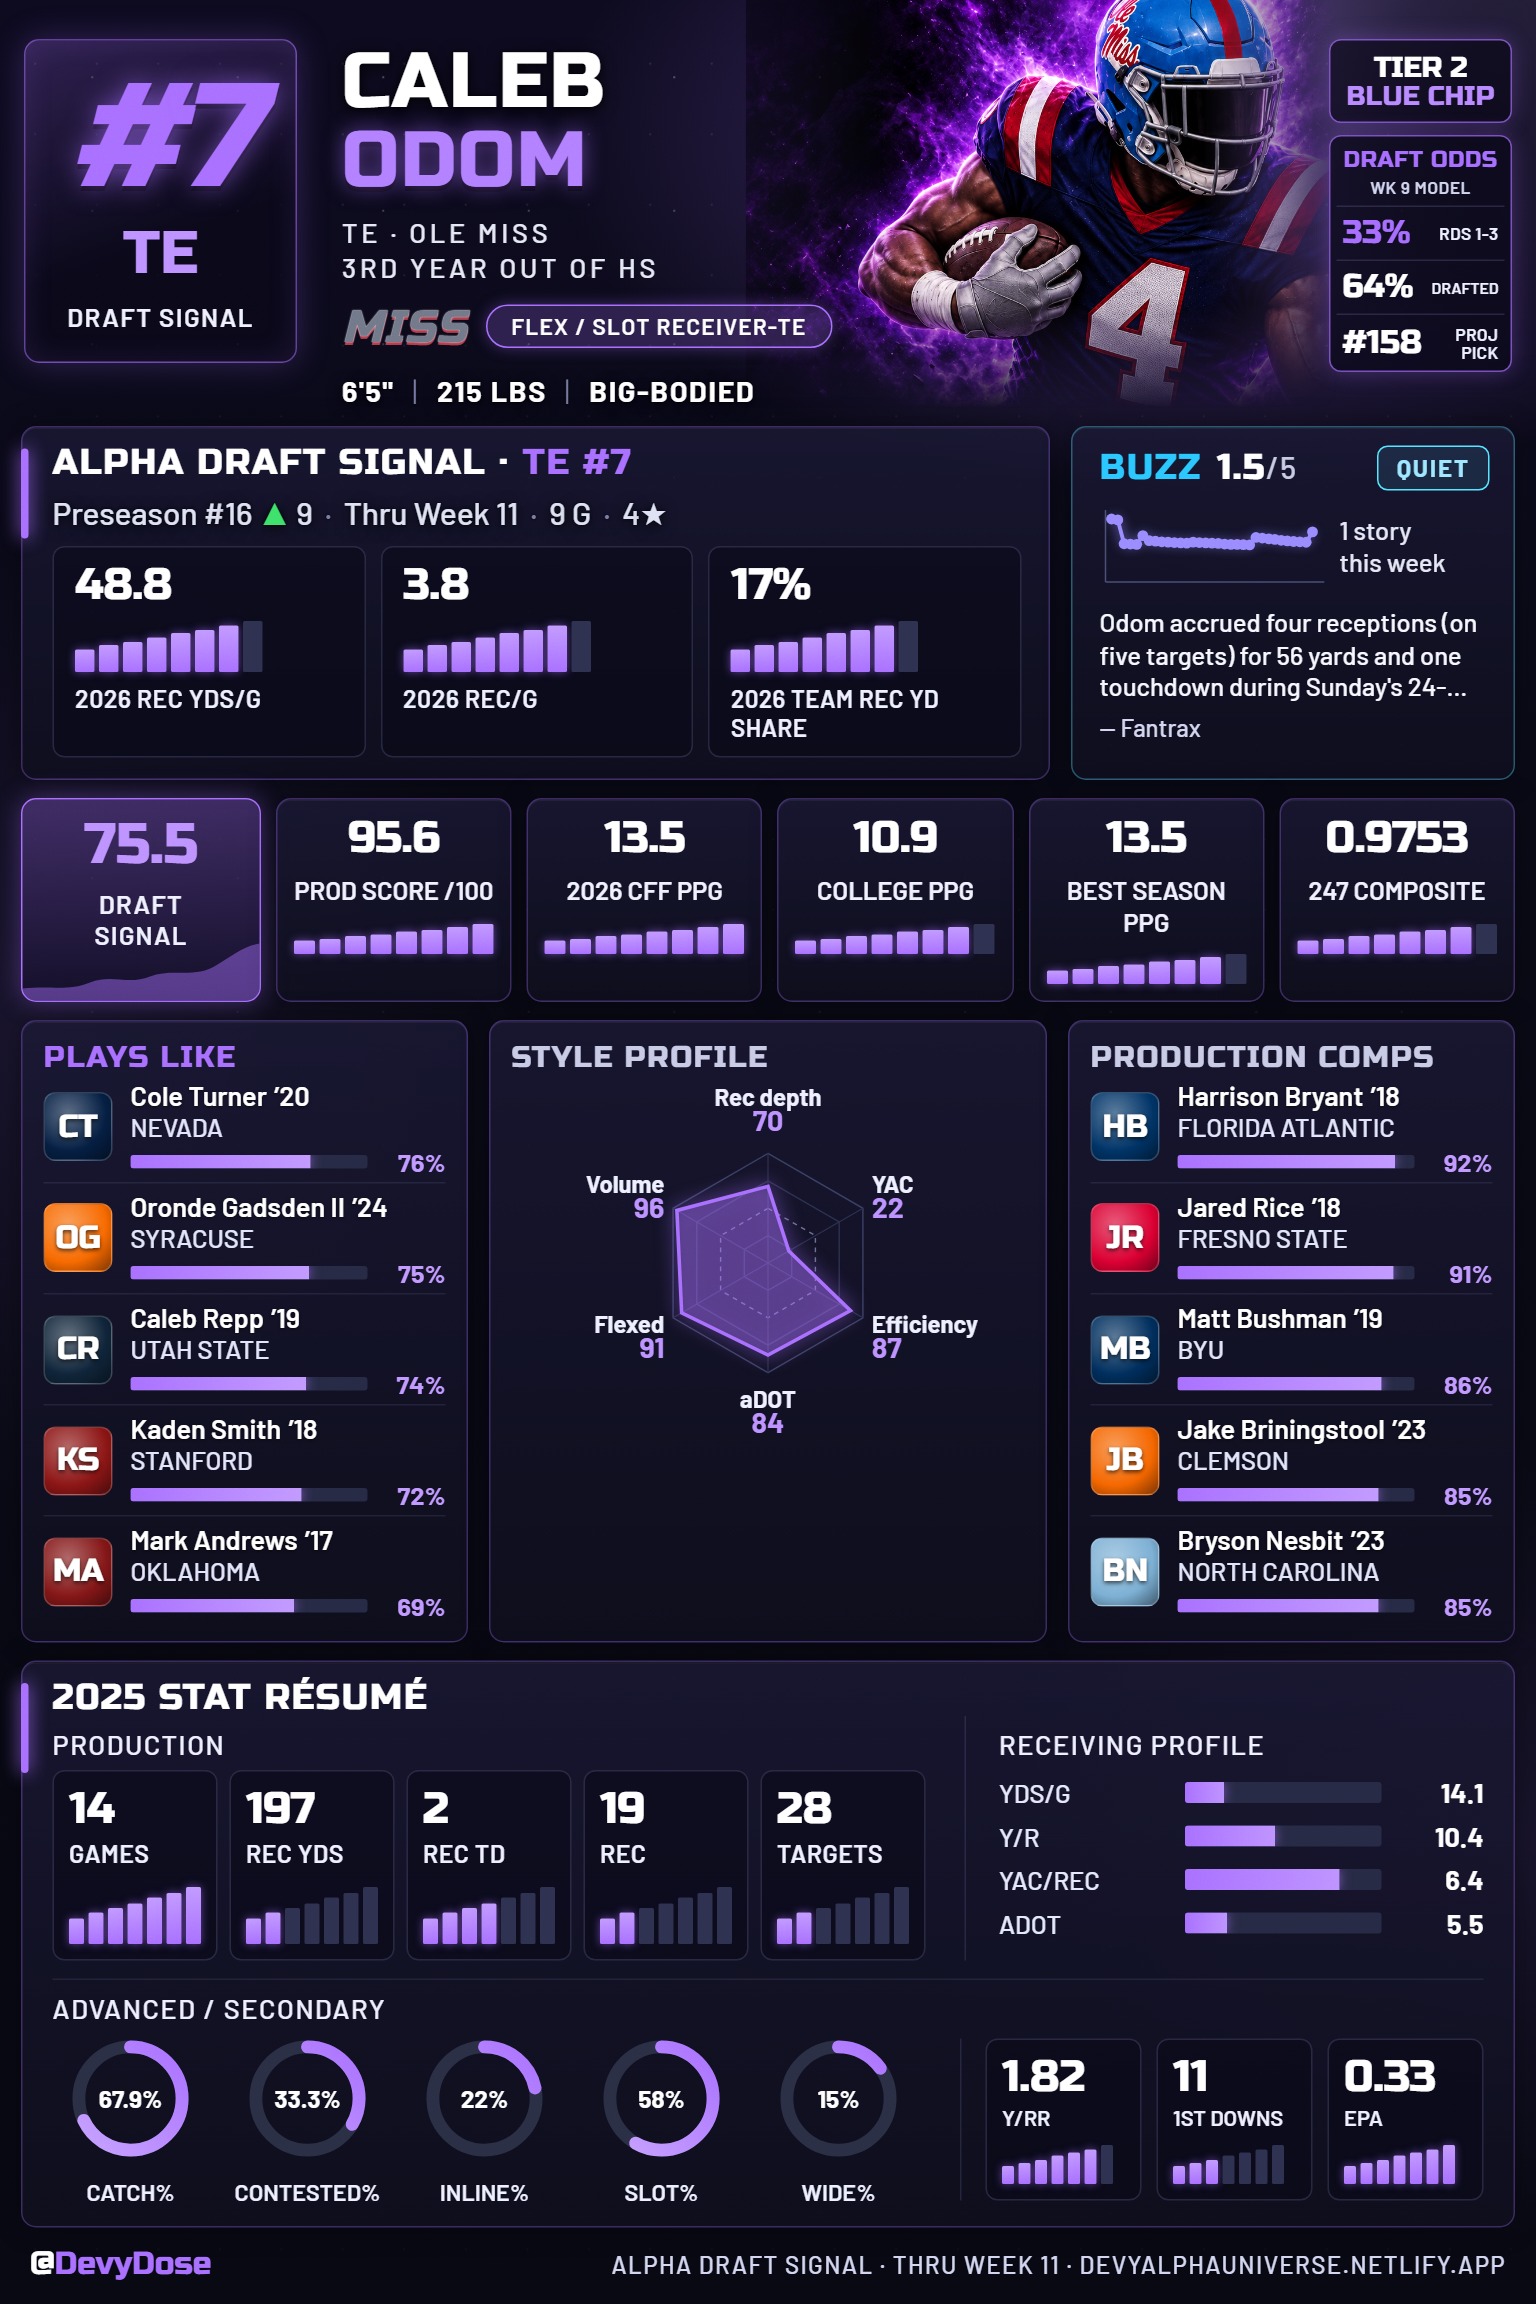 #7
TE
DRAFT SIGNAL
CALEB
ODOM
TE · OLE MISS
3RD YEAR OUT OF HS
MISS
FLEX / SLOT RECEIVER-TE
6'5" | 215 LBS | BIG-BODIED
Ole Miss
4
TIER 2
BLUE CHIP
DRAFT ODDS
WK 9 MODEL
33% RDS 1-3
64% DRAFTED
#158 PROJ PICK
ALPHA DRAFT SIGNAL · TE #7
Preseason #16 ▲ 9 · Thru Week 11 · 9 G · 4★
48.8
2026 REC YDS/G
3.8
2026 REC/G
17%
2026 TEAM REC YD
SHARE
BUZZ 1.5/5
QUIET
1 story
this week
Odom accrued four receptions (on
five targets) for 56 yards and one
touchdown during Sunday's 24-...
— Fantrax
75.5
DRAFT
SIGNAL
95.6
PROD SCORE /100
13.5
2026 CFF PPG
10.9
COLLEGE PPG
13.5
BEST SEASON
PPG
0.9753
247 COMPOSITE
PLAYS LIKE
CT
Cole Turner ’20
NEVADA
76%
OG
Oronde Gadsden II ’24
SYRACUSE
75%
CR
Caleb Repp ’19
UTAH STATE
74%
KS
Kaden Smith ’18
STANFORD
72%
MA
Mark Andrews ’17
OKLAHOMA
69%
STYLE PROFILE
Rec depth
70
YAC
22
Efficiency
87
aDOT
84
Flexed
91
Volume
96
PRODUCTION COMPS
HB
Harrison Bryant ’18
FLORIDA ATLANTIC
92%
JR
Jared Rice ’18
FRESNO STATE
91%
MB
Matt Bushman ’19
BYU
86%
JB
Jake Briningstool ’23
CLEMSON
85%
BN
Bryson Nesbit ’23
NORTH CAROLINA
85%
2025 STAT RÉSUMÉ
PRODUCTION
14
GAMES
197
REC YDS
2
REC TD
19
REC
28
TARGETS
RECEIVING PROFILE
YDS/G 14.1
Y/R 10.4
YAC/REC 6.4
ADOT 5.5
ADVANCED / SECONDARY
67.9%
CATCH%
33.3%
CONTESTED%
22%
INLINE%
58%
SLOT%
15%
WIDE%
1.82
Y/RR
11
1ST DOWNS
0.33
EPA
@DevyDose
ALPHA DRAFT SIGNAL · THRU WEEK 11 · DEVYALPHAUNIVERSE.NETLIFY.APP